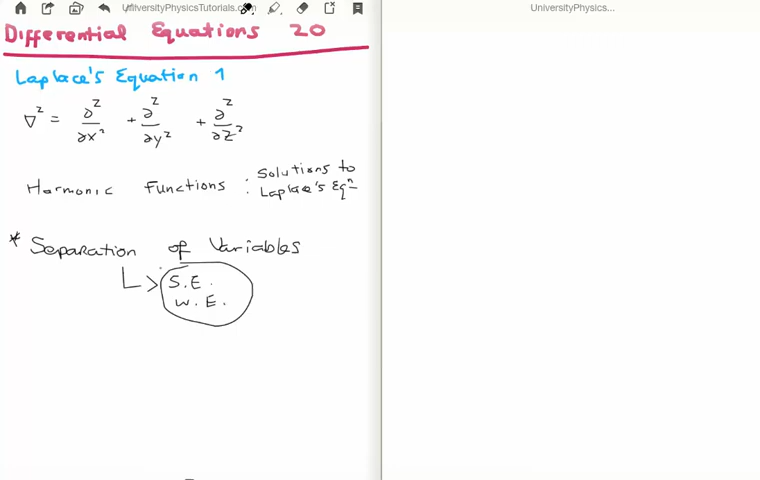 UniversityPhysicsTutorials.com
UniversityPhysics...
Differential Equations 20
Laplace's Equation 1
∇² = ∂²/∂x² + ∂²/∂y² + ∂²/∂z²
Harmonic Functions : Solutions to Laplace's Eqⁿ
* Separation of Variables
S.E.
W.E.